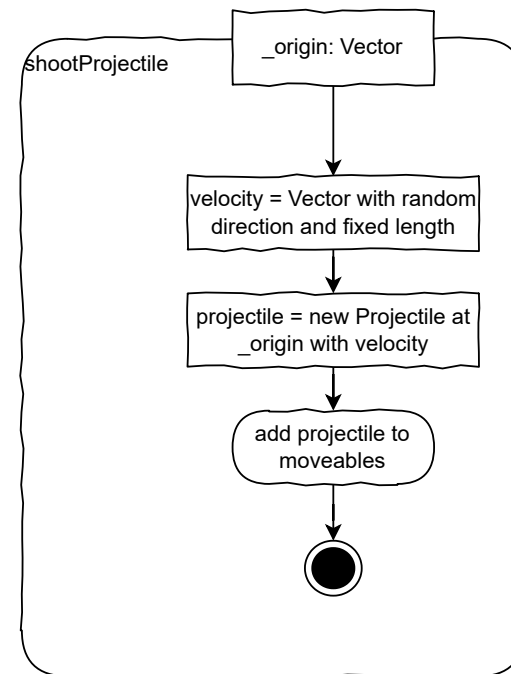 _origin: Vector
shootProjectile
velocity = Vector with random
direction and fixed length
projectile = new Projectile at
_origin with velocity
add projectile to
moveables